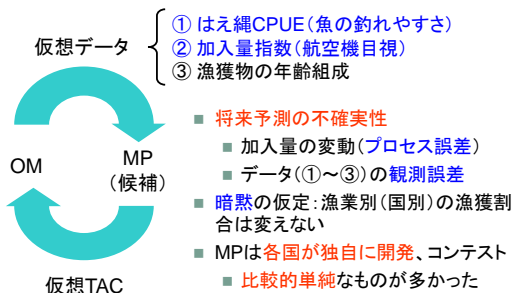 仮想データ
① はえ縄CPUE(魚の釣れやすさ)
② 加入量指数(航空機目視)
③ 漁獲物の年齢組成
OM
MP
(候補)
仮想TAC
■ 将来予測の不確実性
■ 加入量の変動(プロセス誤差)
■ データ(①~③)の観測誤差
■ 暗黙の仮定:漁業別(国別)の漁獲割
合は変えない
■ MPは各国が独自に開発、コンテスト
■ 比較的単純なものが多かった